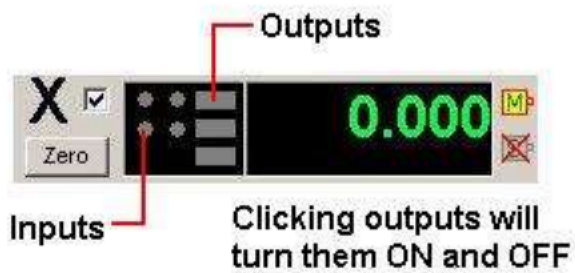 Outputs
X
0.000
M
Zero
Inputs
Clicking outputs will
turn them ON and OFF